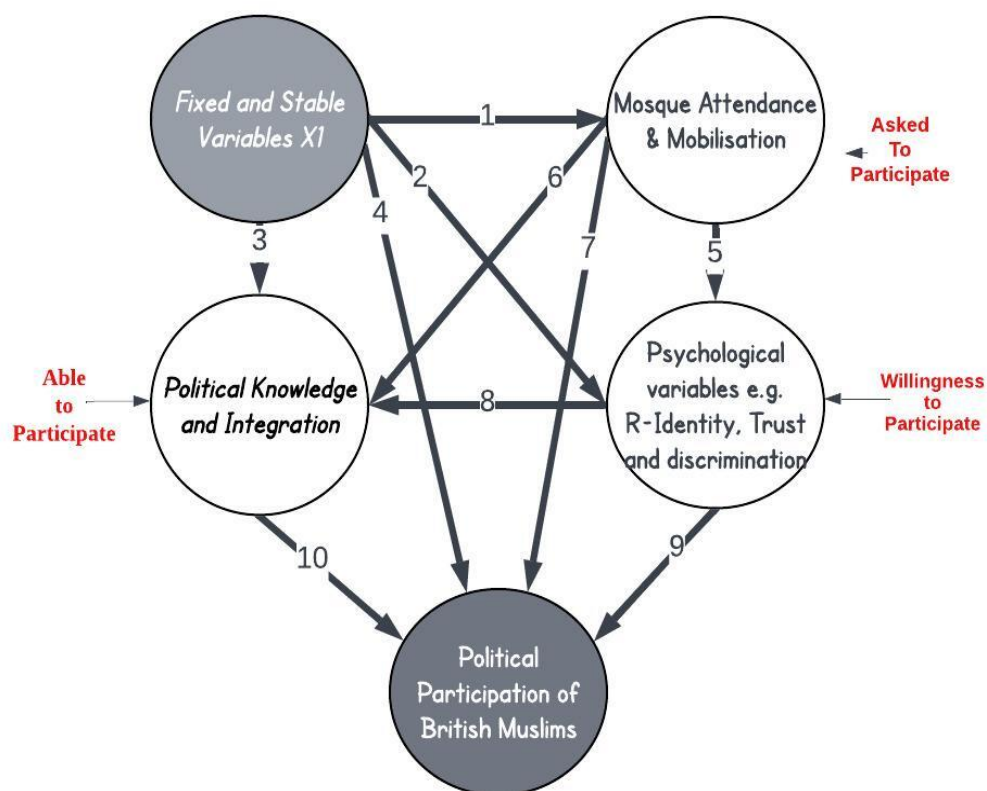 Fixed and Stable
Variables X1
Mosque Attendance
& Mobilisation
Asked
To
Participate
1
2
6
4
7
3
5
Able
to
Participate
Political Knowledge
and Integration
8
Psychological
variables e.g.
R-Identity, Trust
and discrimination
Willingness
to
Participate
10
9
Political
Participation of
British Muslims